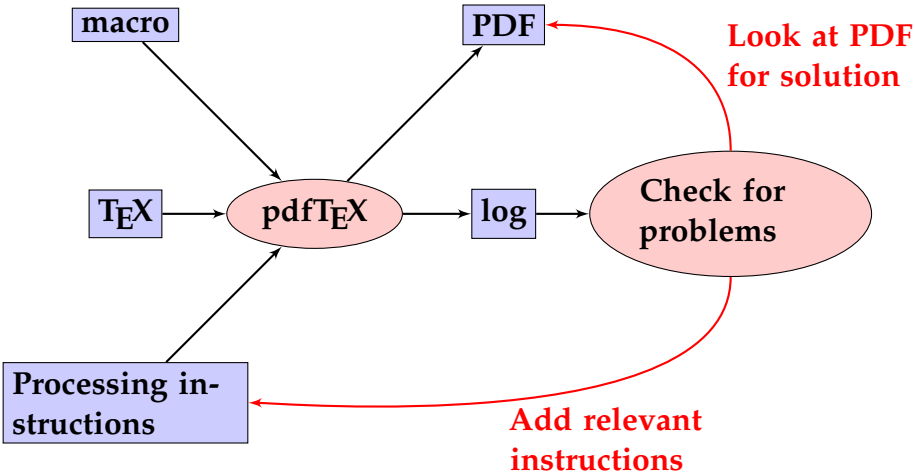 macro
PDF
Look at PDF
for solution
TEX
pdfTEX
log
Check for
problems
Processing in-
structions
Add relevant
instructions